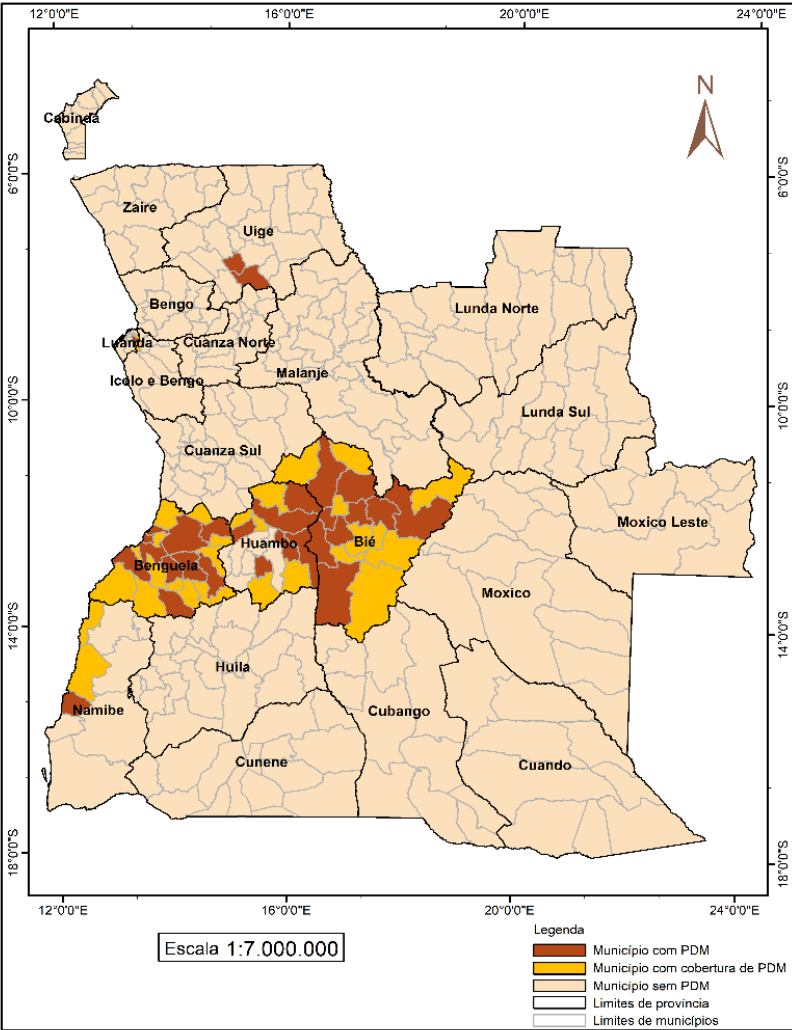 12°0'0"E 16°0'0"E 20°0'0"E 24°0'0"E
N
Cabinda
6°0'0"S 6°0'0"S
Zaire
Uige
Bengo
Lunda Norte
Luanda
Cuanza Norte
Malanje
Icolo e Bengo
10°0'0"S 10°0'0"S
Lunda Sul
Cuanza Sul
Moxico Leste
Huambo
Bié
Benguela
Moxico
14°0'0"S 14°0'0"S
Huila
Namibe
Cubango
Cunene
Cuando
18°0'0"S 18°0'0"S
12°0'0"E 16°0'0"E 20°0'0"E 24°0'0"E
Escala 1:7.000.000
Legenda
Município com PDM
Município com cobertura de PDM
Município sem PDM
Limites de província
Limites de municípios